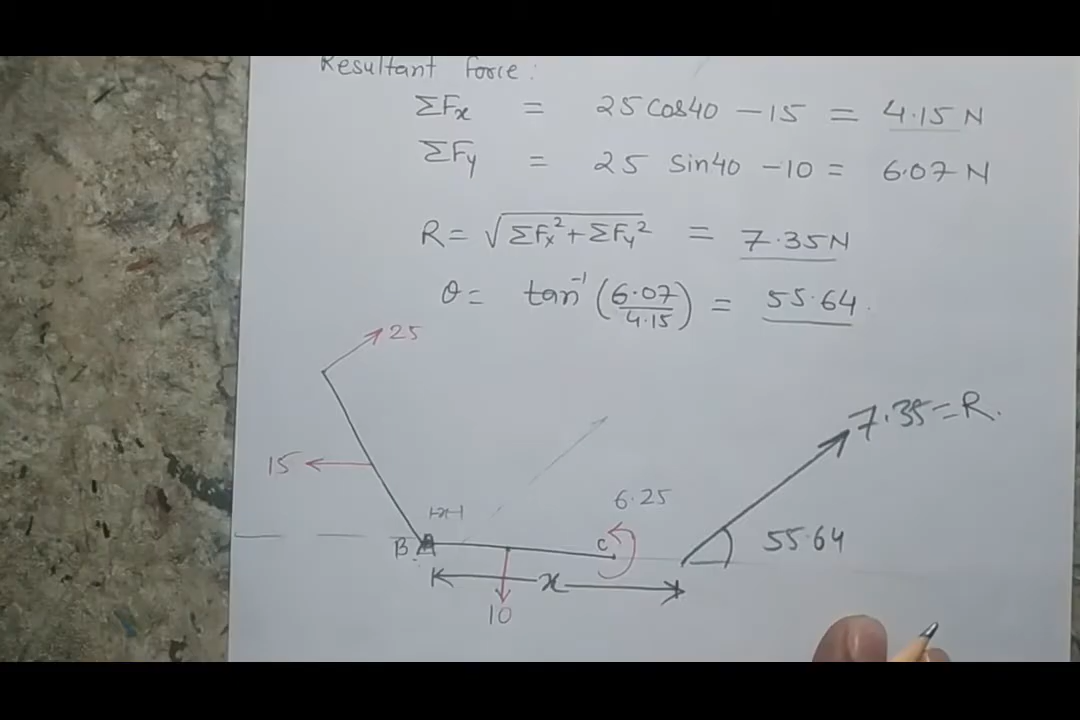 Resultant Force:
ΣFx = 25 cos40 - 15 = 4.15 N
ΣFy = 25 sin40 - 10 = 6.07 N
R = √ΣFx² + ΣFy² = 7.35N
θ = tan⁻¹ (6.07/4.15) = 55.64.
25
7.35=R.
15
6.25
B
C
55.64
x
10